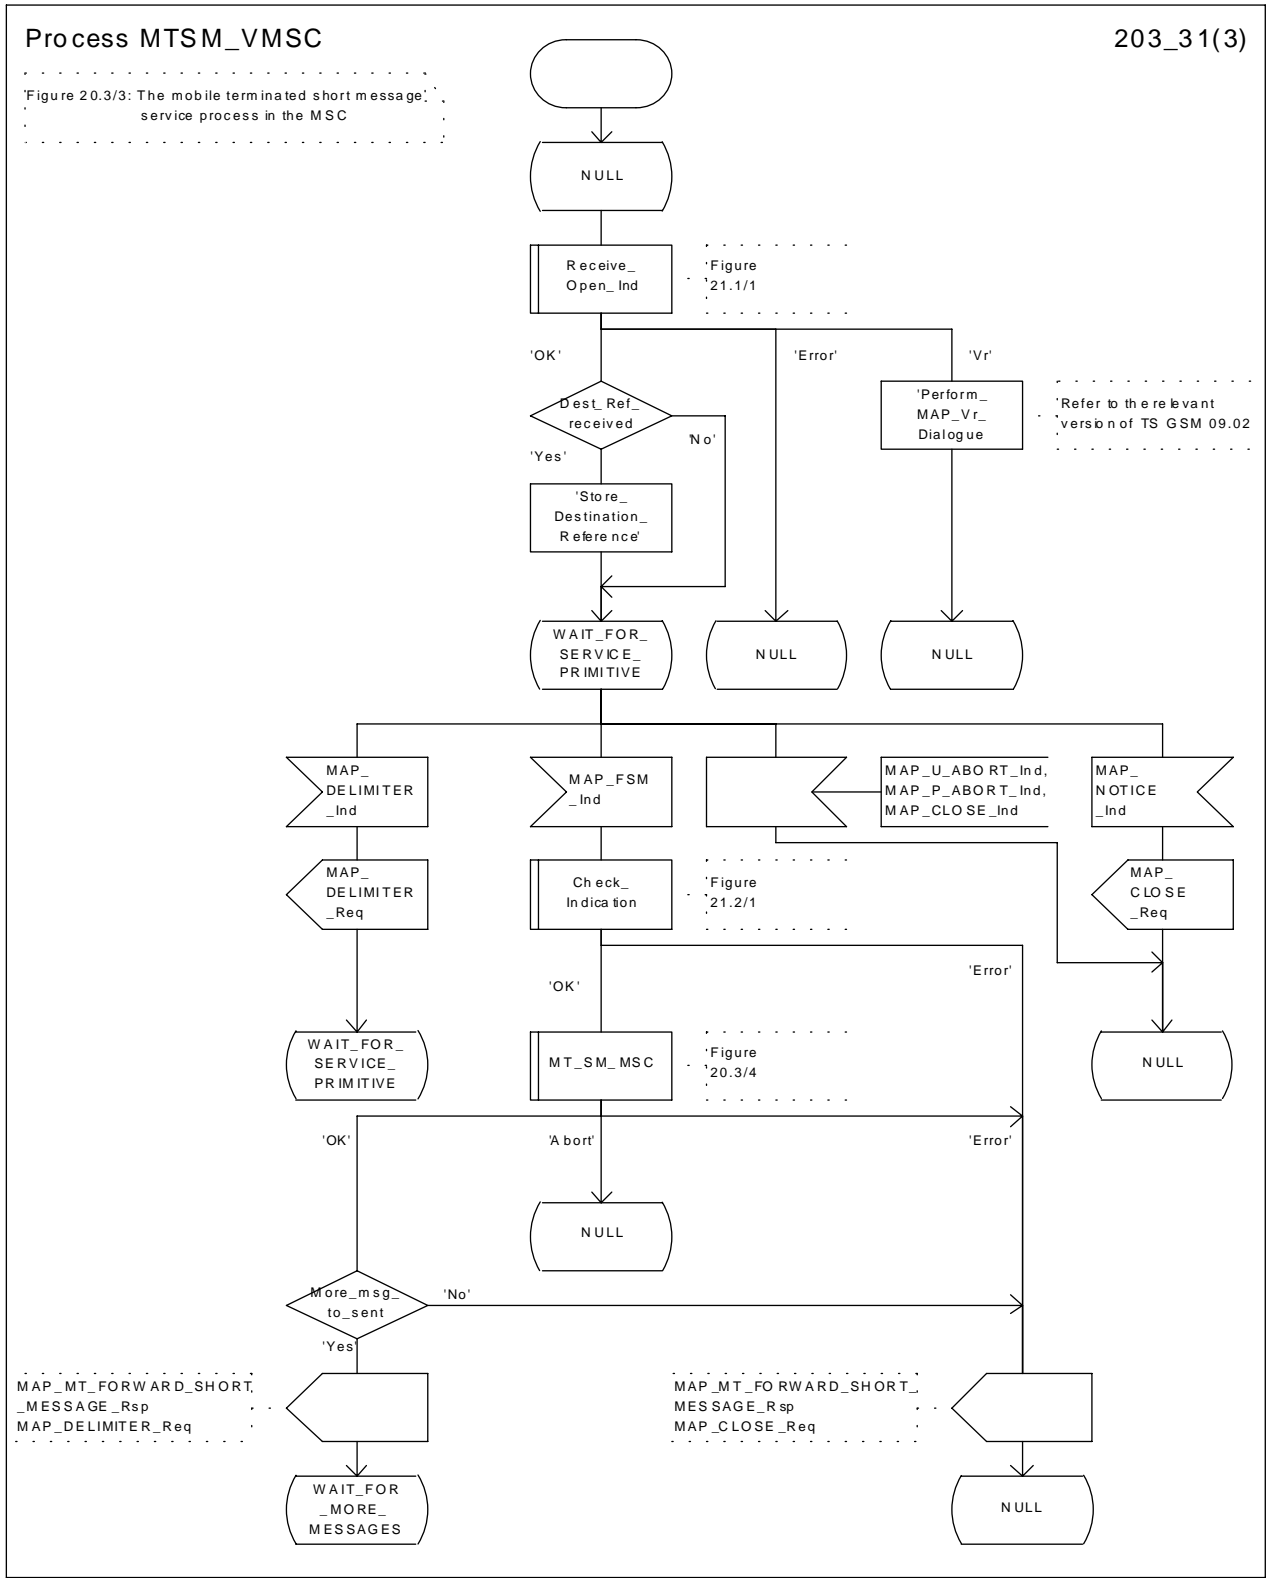 Process MTSM_VMSC
203_31(3)
Figure 20.3/3: The mobile terminated short message
service process in the MSC
NULL
Receive_
Open_Ind
Figure
21.1/1
'OK'
'Error'
'Vr'
Dest_Ref_
received
'No'
'Perform_
MAP_Vr_
Dialogue
Refer to the relevant
version of TS GSM 09.02
'Yes'
'Store_
Destination_
Reference'
WAIT_FOR_
SERVICE_
PRIMITIVE
NULL
NULL
MAP_
DELIMITER
_Ind
MAP_FSM
_Ind
MAP_U_ABORT_Ind,
MAP_P_ABORT_Ind,
MAP_CLOSE_Ind
MAP_
NOTICE
_Ind
MAP_
DELIMITER
_Req
Check_
Indication
Figure
21.2/1
MAP_
CLOSE
_Req
'OK'
'Error'
WAIT_FOR_
SERVICE_
PRIMITIVE
MT_SM_MSC
Figure
20.3/4
NULL
'OK'
'Abort'
'Error'
NULL
More_msg_
to_sent
'No'
'Yes'
MAP_MT_FORWARD_SHORT
_MESSAGE_Rsp
MAP_DELIMITER_Req
MAP_MT_FORWARD_SHORT_
MESSAGE_Rsp
MAP_CLOSE_Req
WAIT_FOR
_MORE_
MESSAGES
NULL